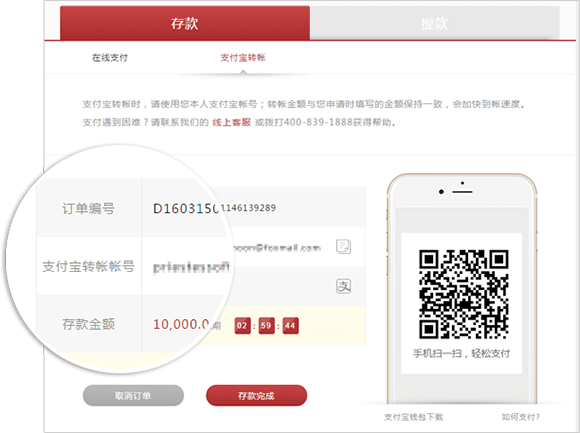 存款
提款
在线支付
支付宝转帐
支付宝转帐时，请使用您本人支付宝帐号；转帐金额与您申请时填写的金额保持一致，会加快到帐速度。
支付遇到困难？请联系我们的 线上客服 或拨打400-839-1888获得帮助。
订单编号 D1603150 1146139289
支付宝转帐帐号 @foxmail.com
支
存款金额 10,000.0 期 02 : 59 : 44
取消订单
存款完成
手机扫一扫，轻松支付
支付宝钱包下载
如何支付?